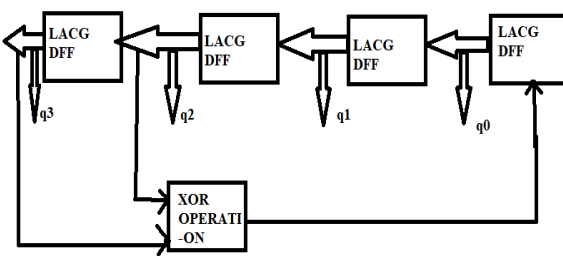 LACG
DFF
LACG
DFF
LACG
DFF
LACG
DFF
q3
q2
q1
q0
XOR
OPERATI
-ON